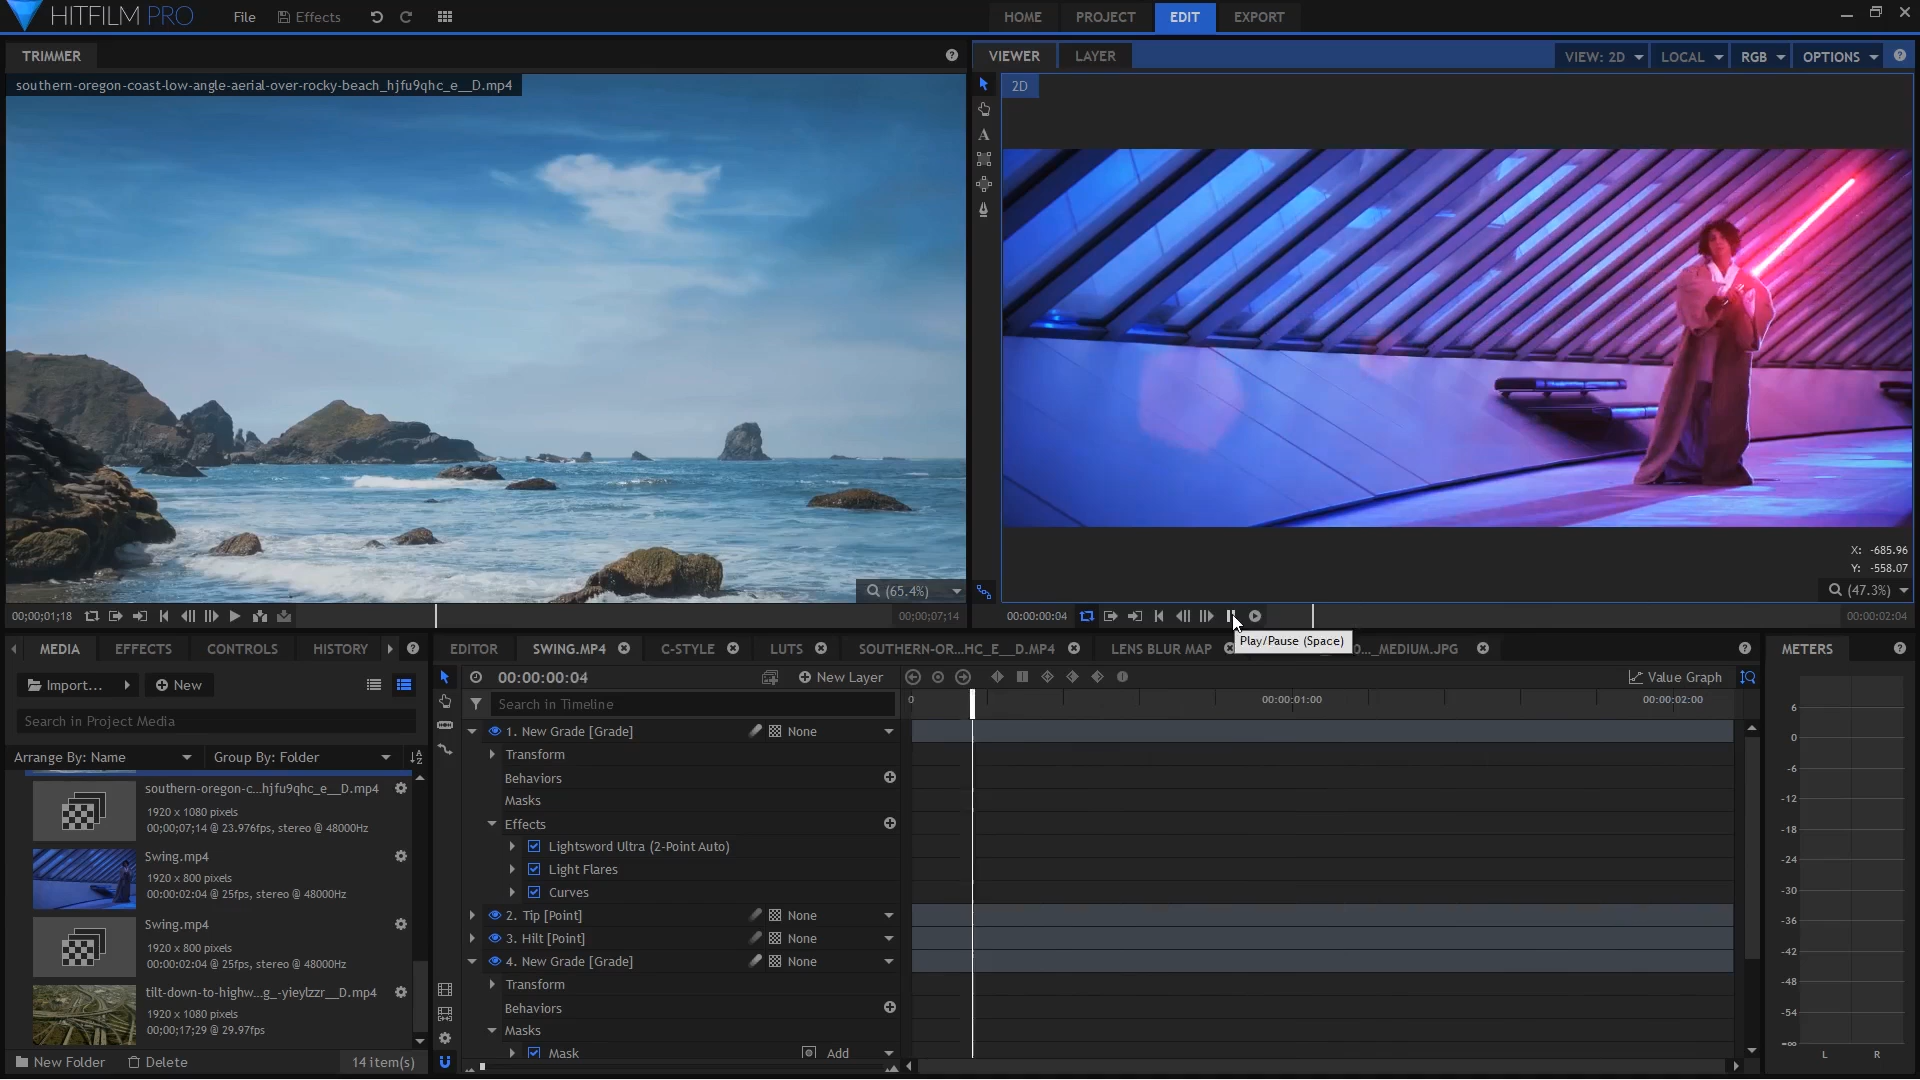 HITFILM PRO
File
Effects
HOME
PROJECT
EDIT
EXPORT
TRIMMER
VIEWER
LAYER
VIEW: 2D
LOCAL
RGB
OPTIONS
southern-oregon-coast-low-angle-aerial-over-rocky-beach_hjfu9qhc_e__D.mp4
2D
A
X: -685.96
Y: -558.07
(65.4%)
(47.3%)
00;00;01;18
00;00;07;14
00:00:00:04
00:00:02:04
Play/Pause (Space)
MEDIA
EFFECTS
CONTROLS
HISTORY
EDITOR
SWING.MP4
C-STYLE
LUTS
SOUTHERN-OR...HC_E__D.MP4
LENS BLUR MAP
..._MEDIUM.JPG
METERS
Import...
New
00:00:00:04
New Layer
Value Graph
Search in Project Media
Search in Timeline
0
00:00:01:00
00:00:02:00
Arrange By: Name
Group By: Folder
southern-oregon-c...hjfu9qhc_e__D.mp4
1920 x 1080 pixels
00;00;07;14 @ 23.976fps, stereo @ 48000Hz
Swing.mp4
1920 x 800 pixels
00:00:02:04 @ 25fps, stereo @ 48000Hz
Swing.mp4
1920 x 800 pixels
00:00:02:04 @ 25fps, stereo @ 48000Hz
tilt-down-to-highw...g_-yieylzzr__D.mp4
1920 x 1080 pixels
00;00;17;29 @ 29.97fps
New Folder
Delete
14 item(s)
1. New Grade [Grade]
None
Transform
Behaviors
Masks
Effects
Lightsword Ultra (2-Point Auto)
Light Flares
Curves
2. Tip [Point]
None
3. Hilt [Point]
None
4. New Grade [Grade]
None
Transform
Behaviors
Masks
Mask
Add
6
0
-6
-12
-18
-24
-30
-36
-42
-48
-54
-∞
L
R